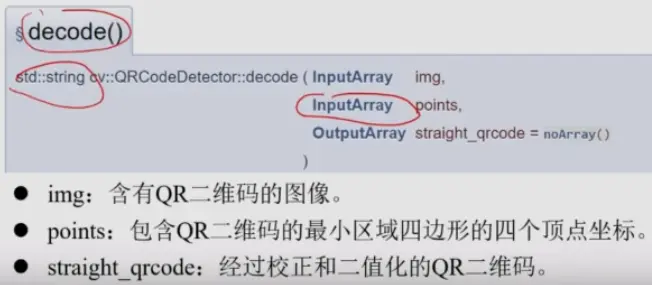 § decode()
std::string cv::QRCodeDetector::decode ( InputArray img,
InputArray points,
OutputArray straight_qrcode = noArray()
)
● img：含有QR二维码的图像。
● points：包含QR二维码的最小区域四边形的四个顶点坐标。
● straight_qrcode：经过校正和二值化的QR二维码。